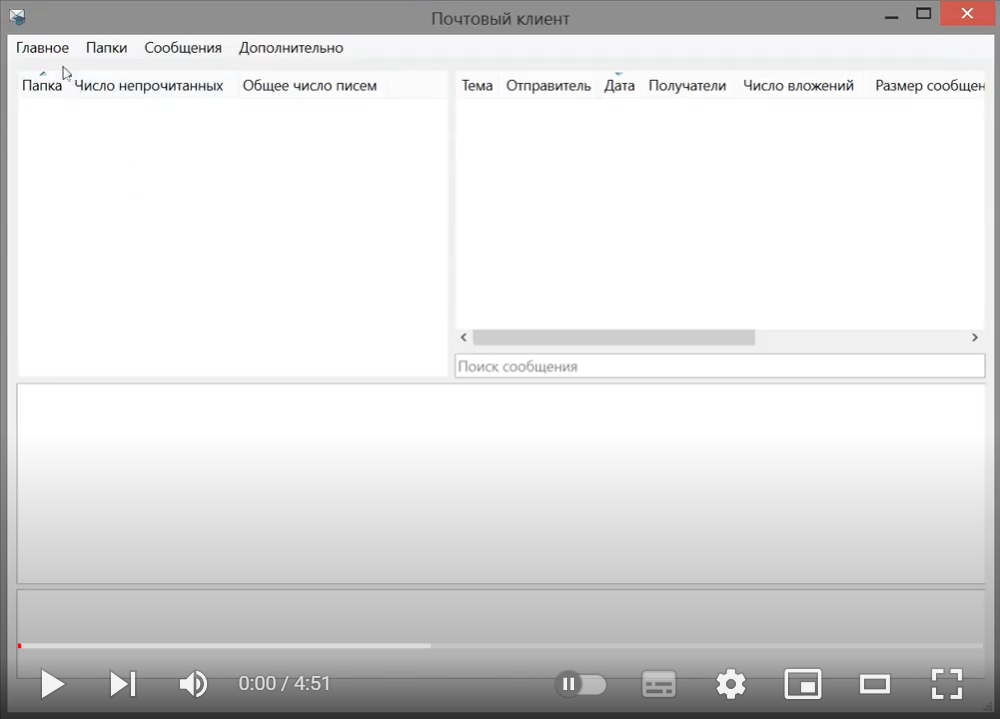 Почтовый клиент
Главное Папки Сообщения Дополнительно
Папка Число непрочитанных Общее число писем
Тема Отправитель Дата Получатели Число вложений Размер сообщен
Поиск сообщения
0:00 / 4:51